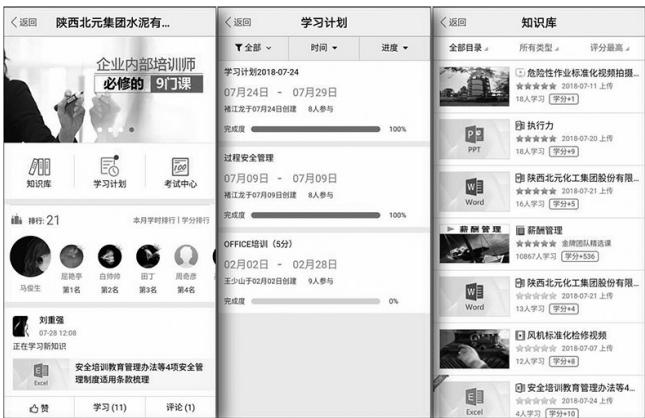 返回
陕西北元集团水泥有...
企业内部培训师
必修的 9门课
知识库
学习计划
100
考试中心
排行: 21
本月学时排行 | 学分排行
马俊生
屈艳亭
第1名
白帅帅
第2名
田丁
第3名
周奇彦
第4名
刘重强
07-28 12:08
正在学习新知识
Excel
安全培训教育管理办法等4项安全管
理制度适用条款梳理
赞
学习 (11)
评论 (1)
返回
学习计划
全部
时间
进度
学习计划2018-07-24
07月24日 - 07月29日
褚江龙于07月24日创建 8人参与
完成度 100%
过程安全管理
07月09日 - 07月09日
褚江龙于07月09日创建 8人参与
完成度 100%
OFFICE培训（5分）
02月02日 - 02月28日
王少山于02月02日创建 9人参与
完成度 0%
返回
知识库
全部目录
所有类型
评分最高
危险性作业标准化视频拍摄...
2018-07-11 上传
18人学习 学分+1
PPT
执行力
2018-07-20 上传
18人学习 学分+9
Word
陕西北元化工集团股份有限...
2018-07-21 上传
16人学习 学分+5
薪酬管理
薪酬管理
金牌团队精选课
10867人学习 学分+536
Word
陕西北元化工集团股份有限...
2018-07-21 上传
13人学习 学分+4
风机标准化检修视频
2018-07-07 上传
12人学习 学分+8
Excel
安全培训教育管理办法等4...
2018-07-24 上传
4人学习 学分+10